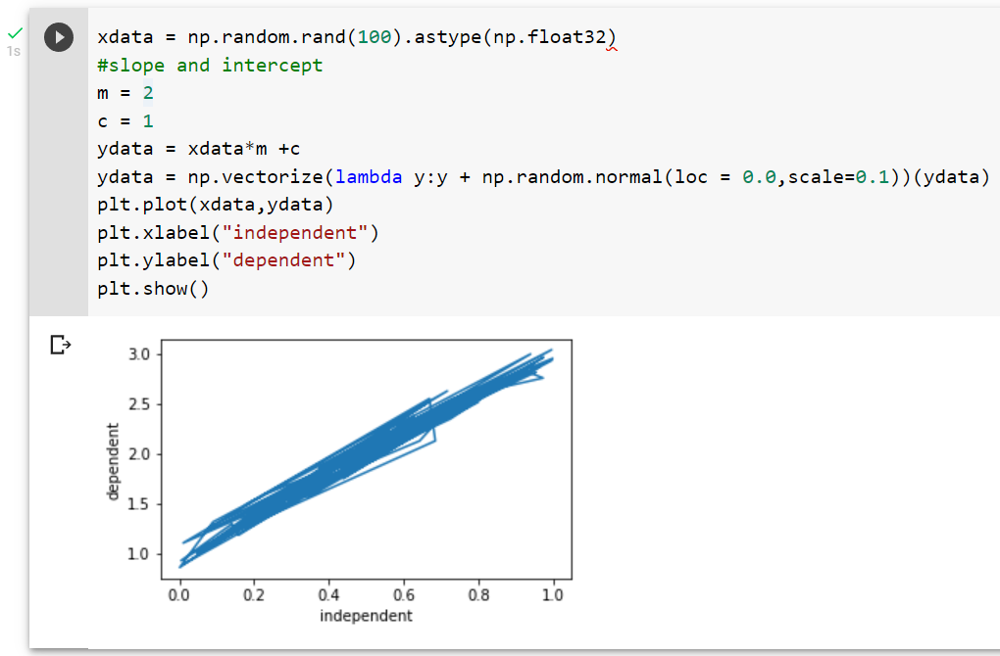 1s
xdata = np.random.rand(100).astype(np.float32)
#slope and intercept
m = 2
c = 1
ydata = xdata*m +c
ydata = np.vectorize(lambda y:y + np.random.normal(loc = 0.0,scale=0.1))(ydata)
plt.plot(xdata,ydata)
plt.xlabel("independent")
plt.ylabel("dependent")
plt.show()
3.0
2.5
2.0
1.5
1.0
dependent
0.0 0.2 0.4 0.6 0.8 1.0
independent